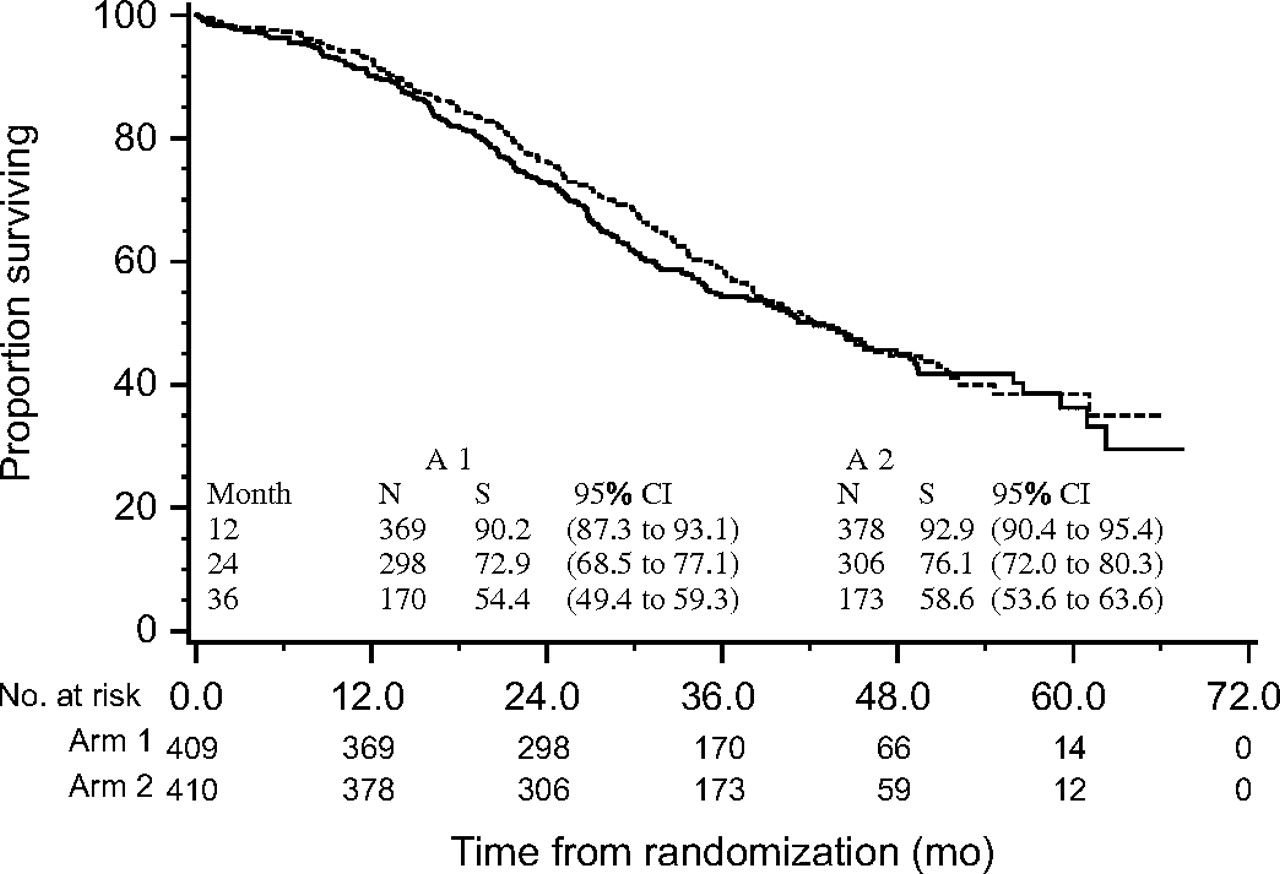 Proportion surviving
100
80
60
40
20
0
A 1 A 2
Month N S 95% CI N S 95% CI
12 369 90.2 (87.3 to 93.1) 378 92.9 (90.4 to 95.4)
24 298 72.9 (68.5 to 77.1) 306 76.1 (72.0 to 80.3)
36 170 54.4 (49.4 to 59.3) 173 58.6 (53.6 to 63.6)
No. at risk 0.0 12.0 24.0 36.0 48.0 60.0 72.0
Arm 1 409 369 298 170 66 14 0
Arm 2 410 378 306 173 59 12 0
Time from randomization (mo)